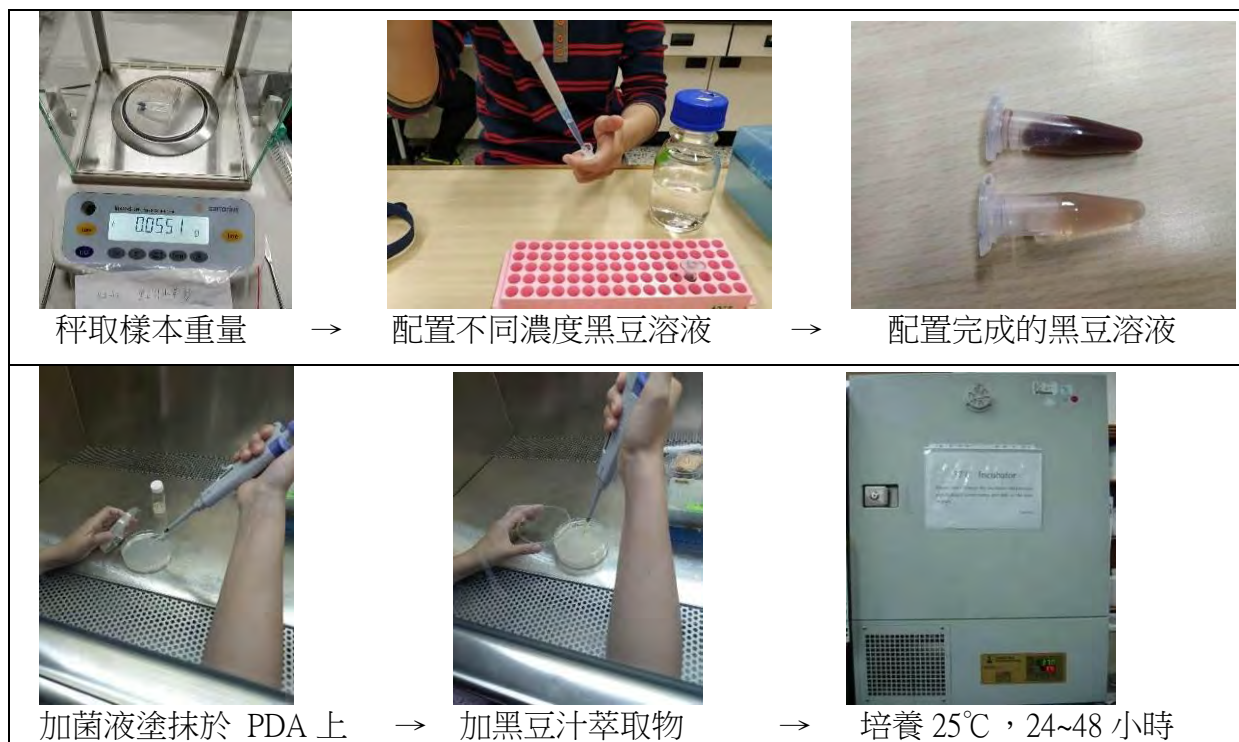 0.0551 g
sartorius
秤取樣本重量 → 配置不同濃度黑豆溶液 → 配置完成的黑豆溶液
Incubator
加菌液塗抹於 PDA 上 → 加黑豆汁萃取物 → 培養 25℃，24~48 小時